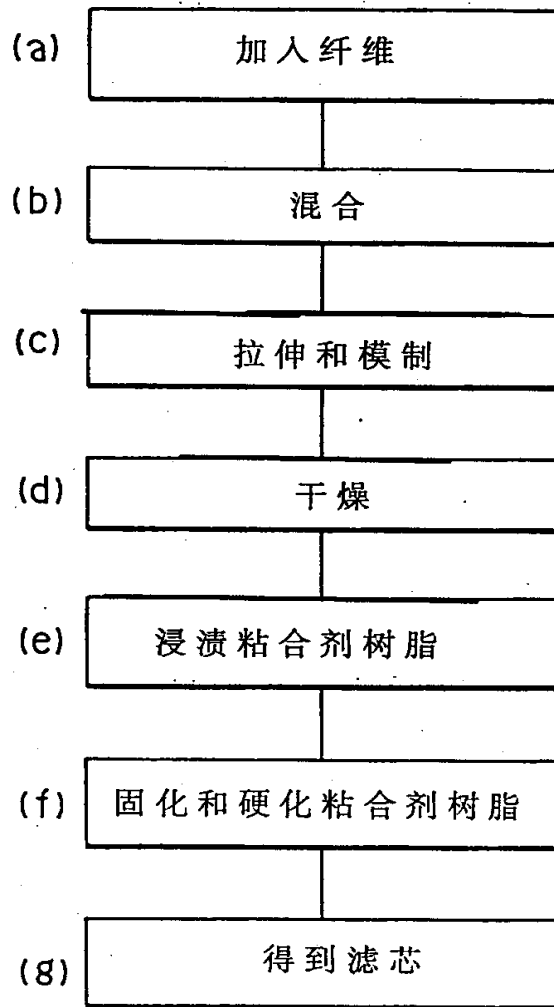 (a) 加入纤维
(b) 混合
(c) 拉伸和模制
(d) 干燥
(e) 浸渍粘合剂树脂
(f) 固化和硬化粘合剂树脂
(g) 得到滤芯